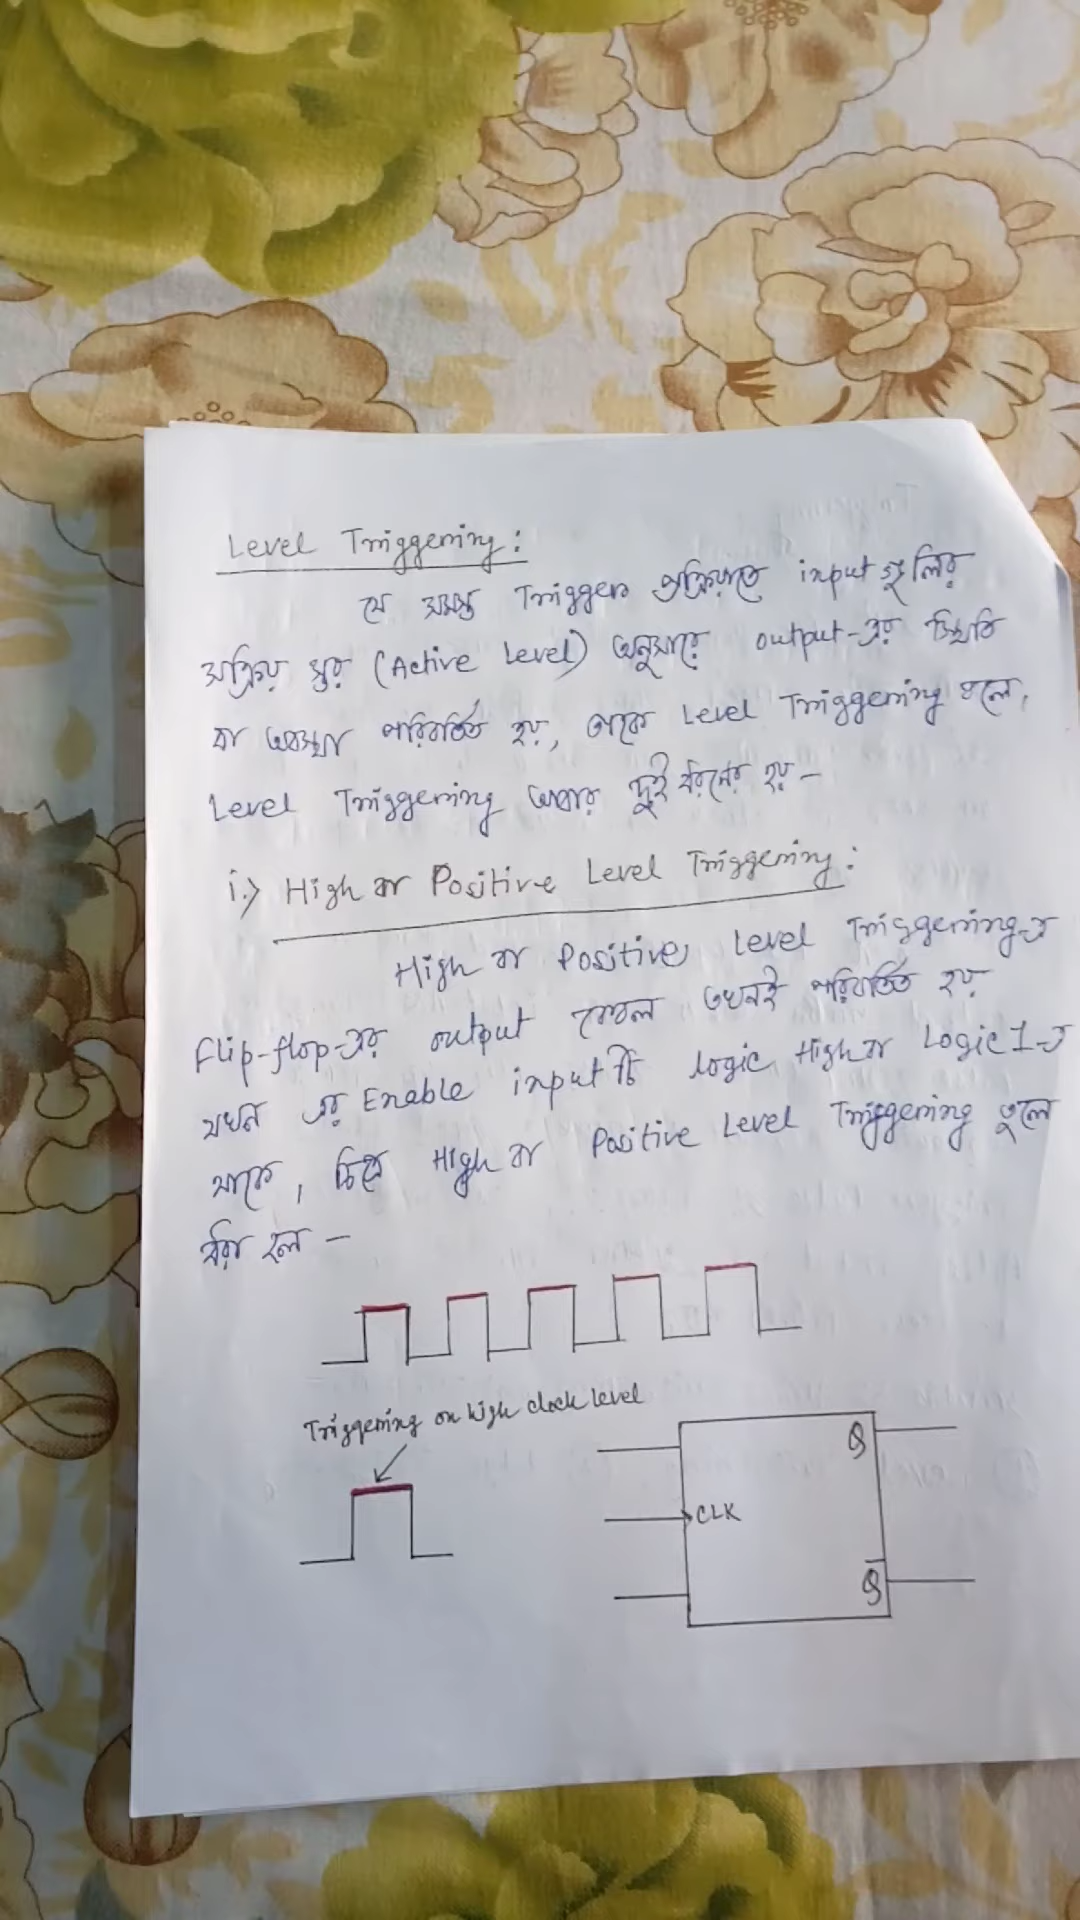 Level Triggering:
যে সমস্ত Trigger প্রক্রিয়াতে input গুলির
সক্রিয় স্তর (Active Level) অনুসারে output-এর স্থিতি
বা অবস্থা পরিবর্তিত হয়, তাকে Level Triggering বলে,
Level Triggering আবার দুই ধরনের হয় -
i.) High or Positive Level Triggering:
High or Positive Level Triggering-এ
Flip-flop-এর output কেবল তখনই পরিবর্তিত হয়
যখন এর Enable input টি logic High or Logic 1-এ
থাকে, চিত্রে High or Positive Level Triggering তুলে
ধরা হল -
Triggering on high clock level
Q
CLK
Q̅